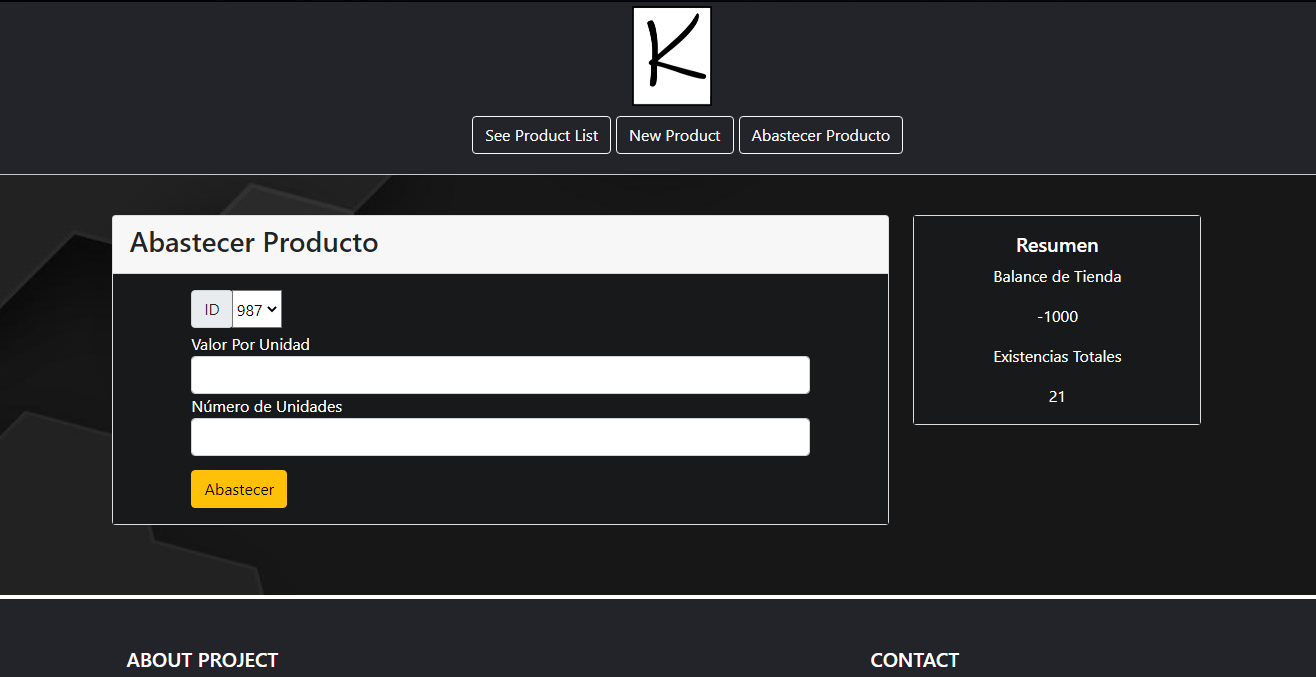 K
See Product List New Product Abastecer Producto
Abastecer Producto
ID 987
Valor Por Unidad
Número de Unidades
Abastecer
Resumen
Balance de Tienda
-1000
Existencias Totales
21
ABOUT PROJECT
CONTACT